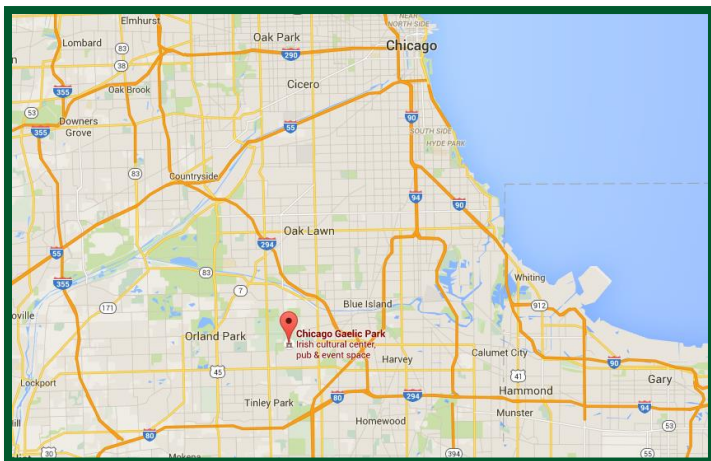 NEAR
NORTH SIDE
Elmhurst
Oak Park
Chicago
Lombard
83
290
38
Cicero
355
Oak Brook
53
90
Downers
Grove
355
55
SOUTH SIDE
HYDE PARK
83
Countryside
94
90
Oak Lawn
294
55
83
Whiting
355
7
Blue Island
912
171
oville
Chicago Gaelic Park
Irish cultural center,
pub & event space
Orland Park
Harvey
Calumet City
90
45
41
Gary
Lockport
Hammond
80
294
Tinley Park
94
Munster
Homewood
53
80
30
Mokena
394
55